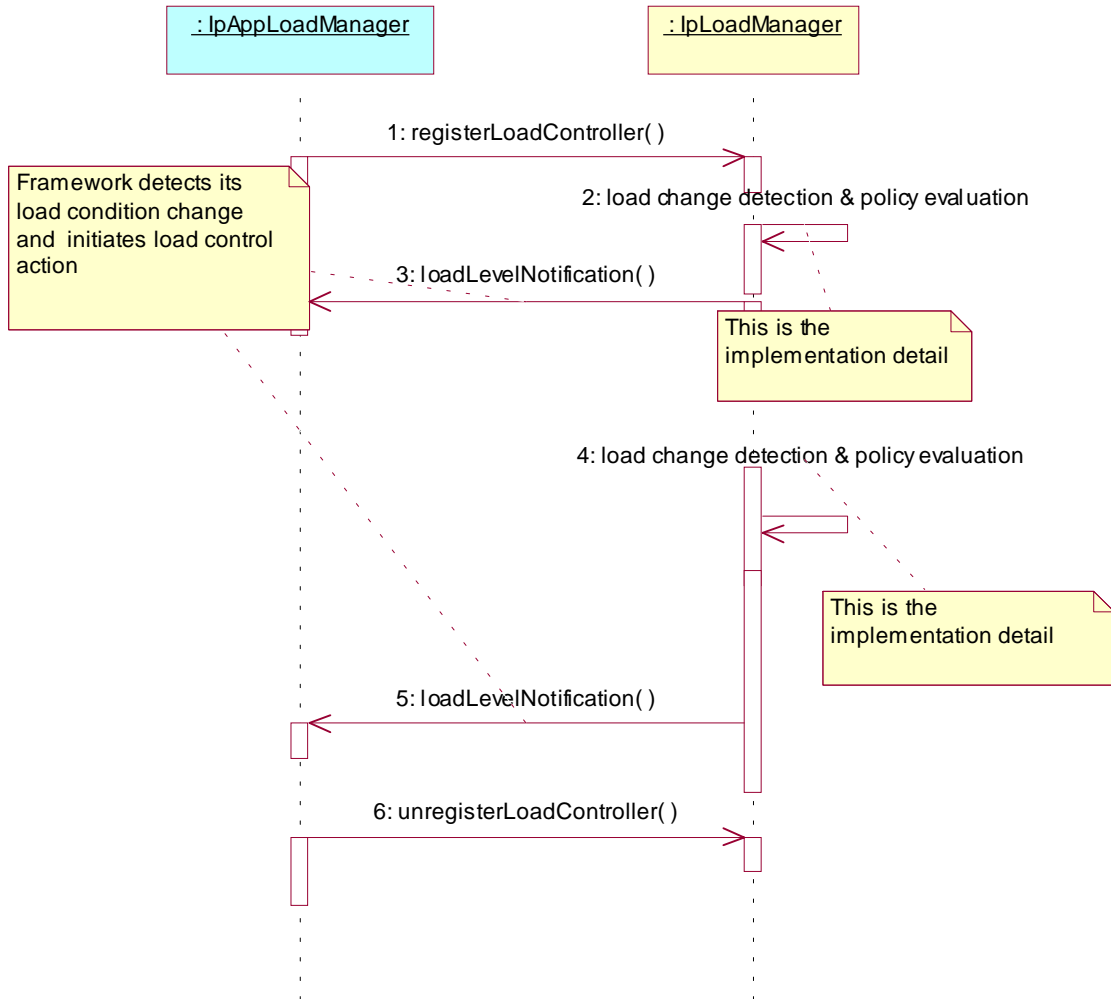 : IpAppLoadManager
: IpLoadManager
1: registerLoadController( )
Framework detects its
load condition change
and initiates load control
action
2: load change detection & policy evaluation
3: loadLevelNotification( )
This is the
implementation detail
4: load change detection & policy evaluation
This is the
implementation detail
5: loadLevelNotification( )
6: unregisterLoadController( )